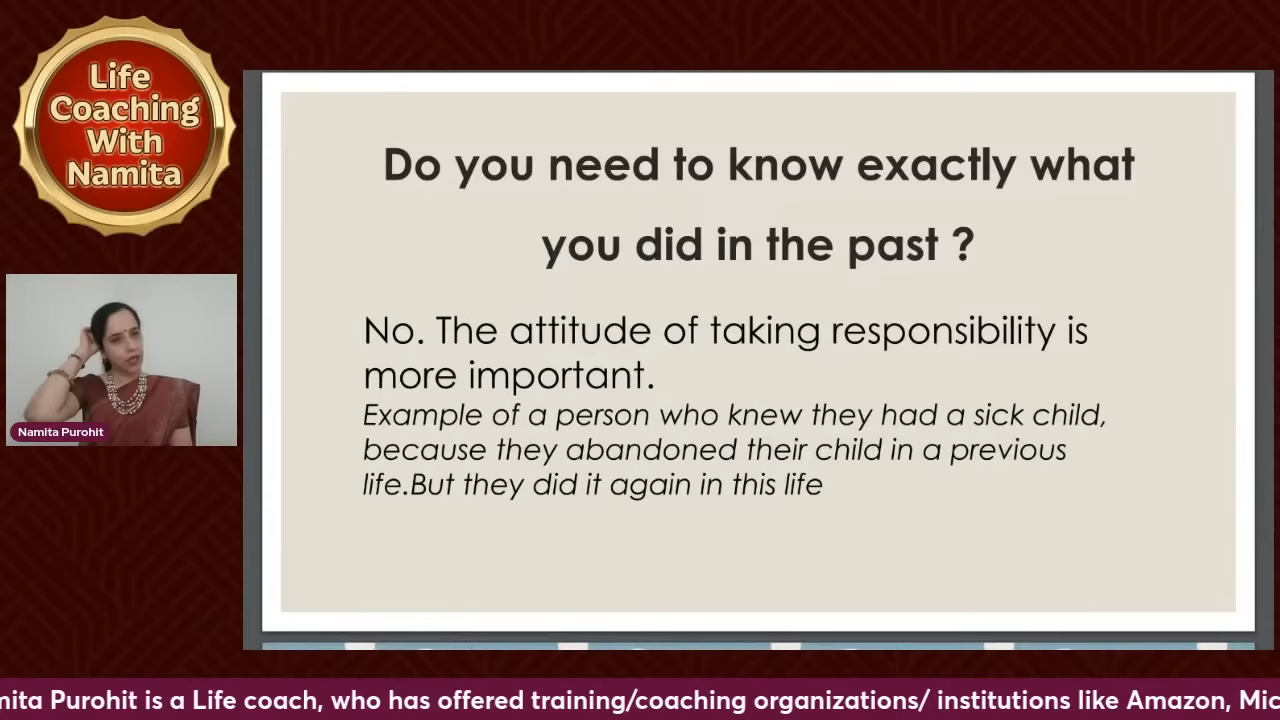 Life
Coaching
With
Namita
Do you need to know exactly what
you did in the past ?
No. The attitude of taking responsibility is
more important.
Example of a person who knew they had a sick child,
because they abandoned their child in a previous
life.But they did it again in this life
Namita Purohit
Purohit is a Life coach, who has offered training/coaching organizations/ institutions like Amazon,